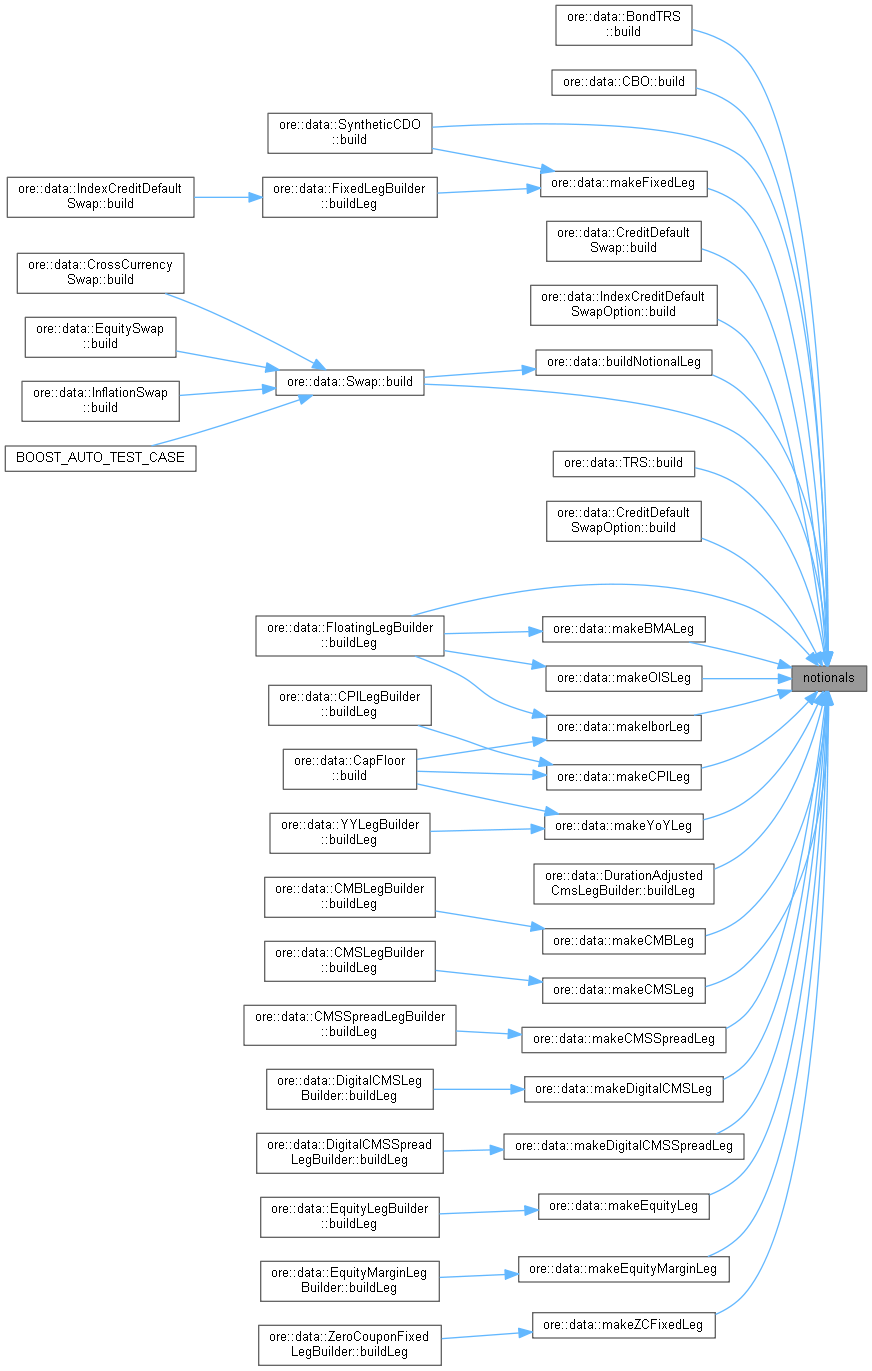 ore::data::BondTRS
::build
ore::data::CBO::build
ore::data::SyntheticCDO
::build
ore::data::IndexCreditDefault
Swap::build
ore::data::FixedLegBuilder
::buildLeg
ore::data::makeFixedLeg
ore::data::CreditDefault
Swap::build
ore::data::CrossCurrency
Swap::build
ore::data::IndexCreditDefault
SwapOption::build
ore::data::EquitySwap
::build
ore::data::buildNotionalLeg
ore::data::Swap::build
ore::data::InflationSwap
::build
BOOST_AUTO_TEST_CASE
ore::data::TRS::build
ore::data::CreditDefault
SwapOption::build
ore::data::FloatingLegBuilder
::buildLeg
ore::data::makeBMALeg
ore::data::makeOISLeg
notionals
ore::data::CPILegBuilder
::buildLeg
ore::data::makeIborLeg
ore::data::CapFloor
::build
ore::data::makeCPILeg
ore::data::YYLegBuilder
::buildLeg
ore::data::makeYoYLeg
ore::data::DurationAdjusted
CmsLegBuilder::buildLeg
ore::data::CMBLegBuilder
::buildLeg
ore::data::makeCMBLeg
ore::data::CMSLegBuilder
::buildLeg
ore::data::makeCMSLeg
ore::data::CMSSpreadLegBuilder
::buildLeg
ore::data::makeCMSSpreadLeg
ore::data::DigitalCMSLeg
Builder::buildLeg
ore::data::makeDigitalCMSLeg
ore::data::DigitalCMSSpread
LegBuilder::buildLeg
ore::data::makeDigitalCMSSpreadLeg
ore::data::EquityLegBuilder
::buildLeg
ore::data::makeEquityLeg
ore::data::EquityMarginLeg
Builder::buildLeg
ore::data::makeEquityMarginLeg
ore::data::ZeroCouponFixed
LegBuilder::buildLeg
ore::data::makeZCFixedLeg